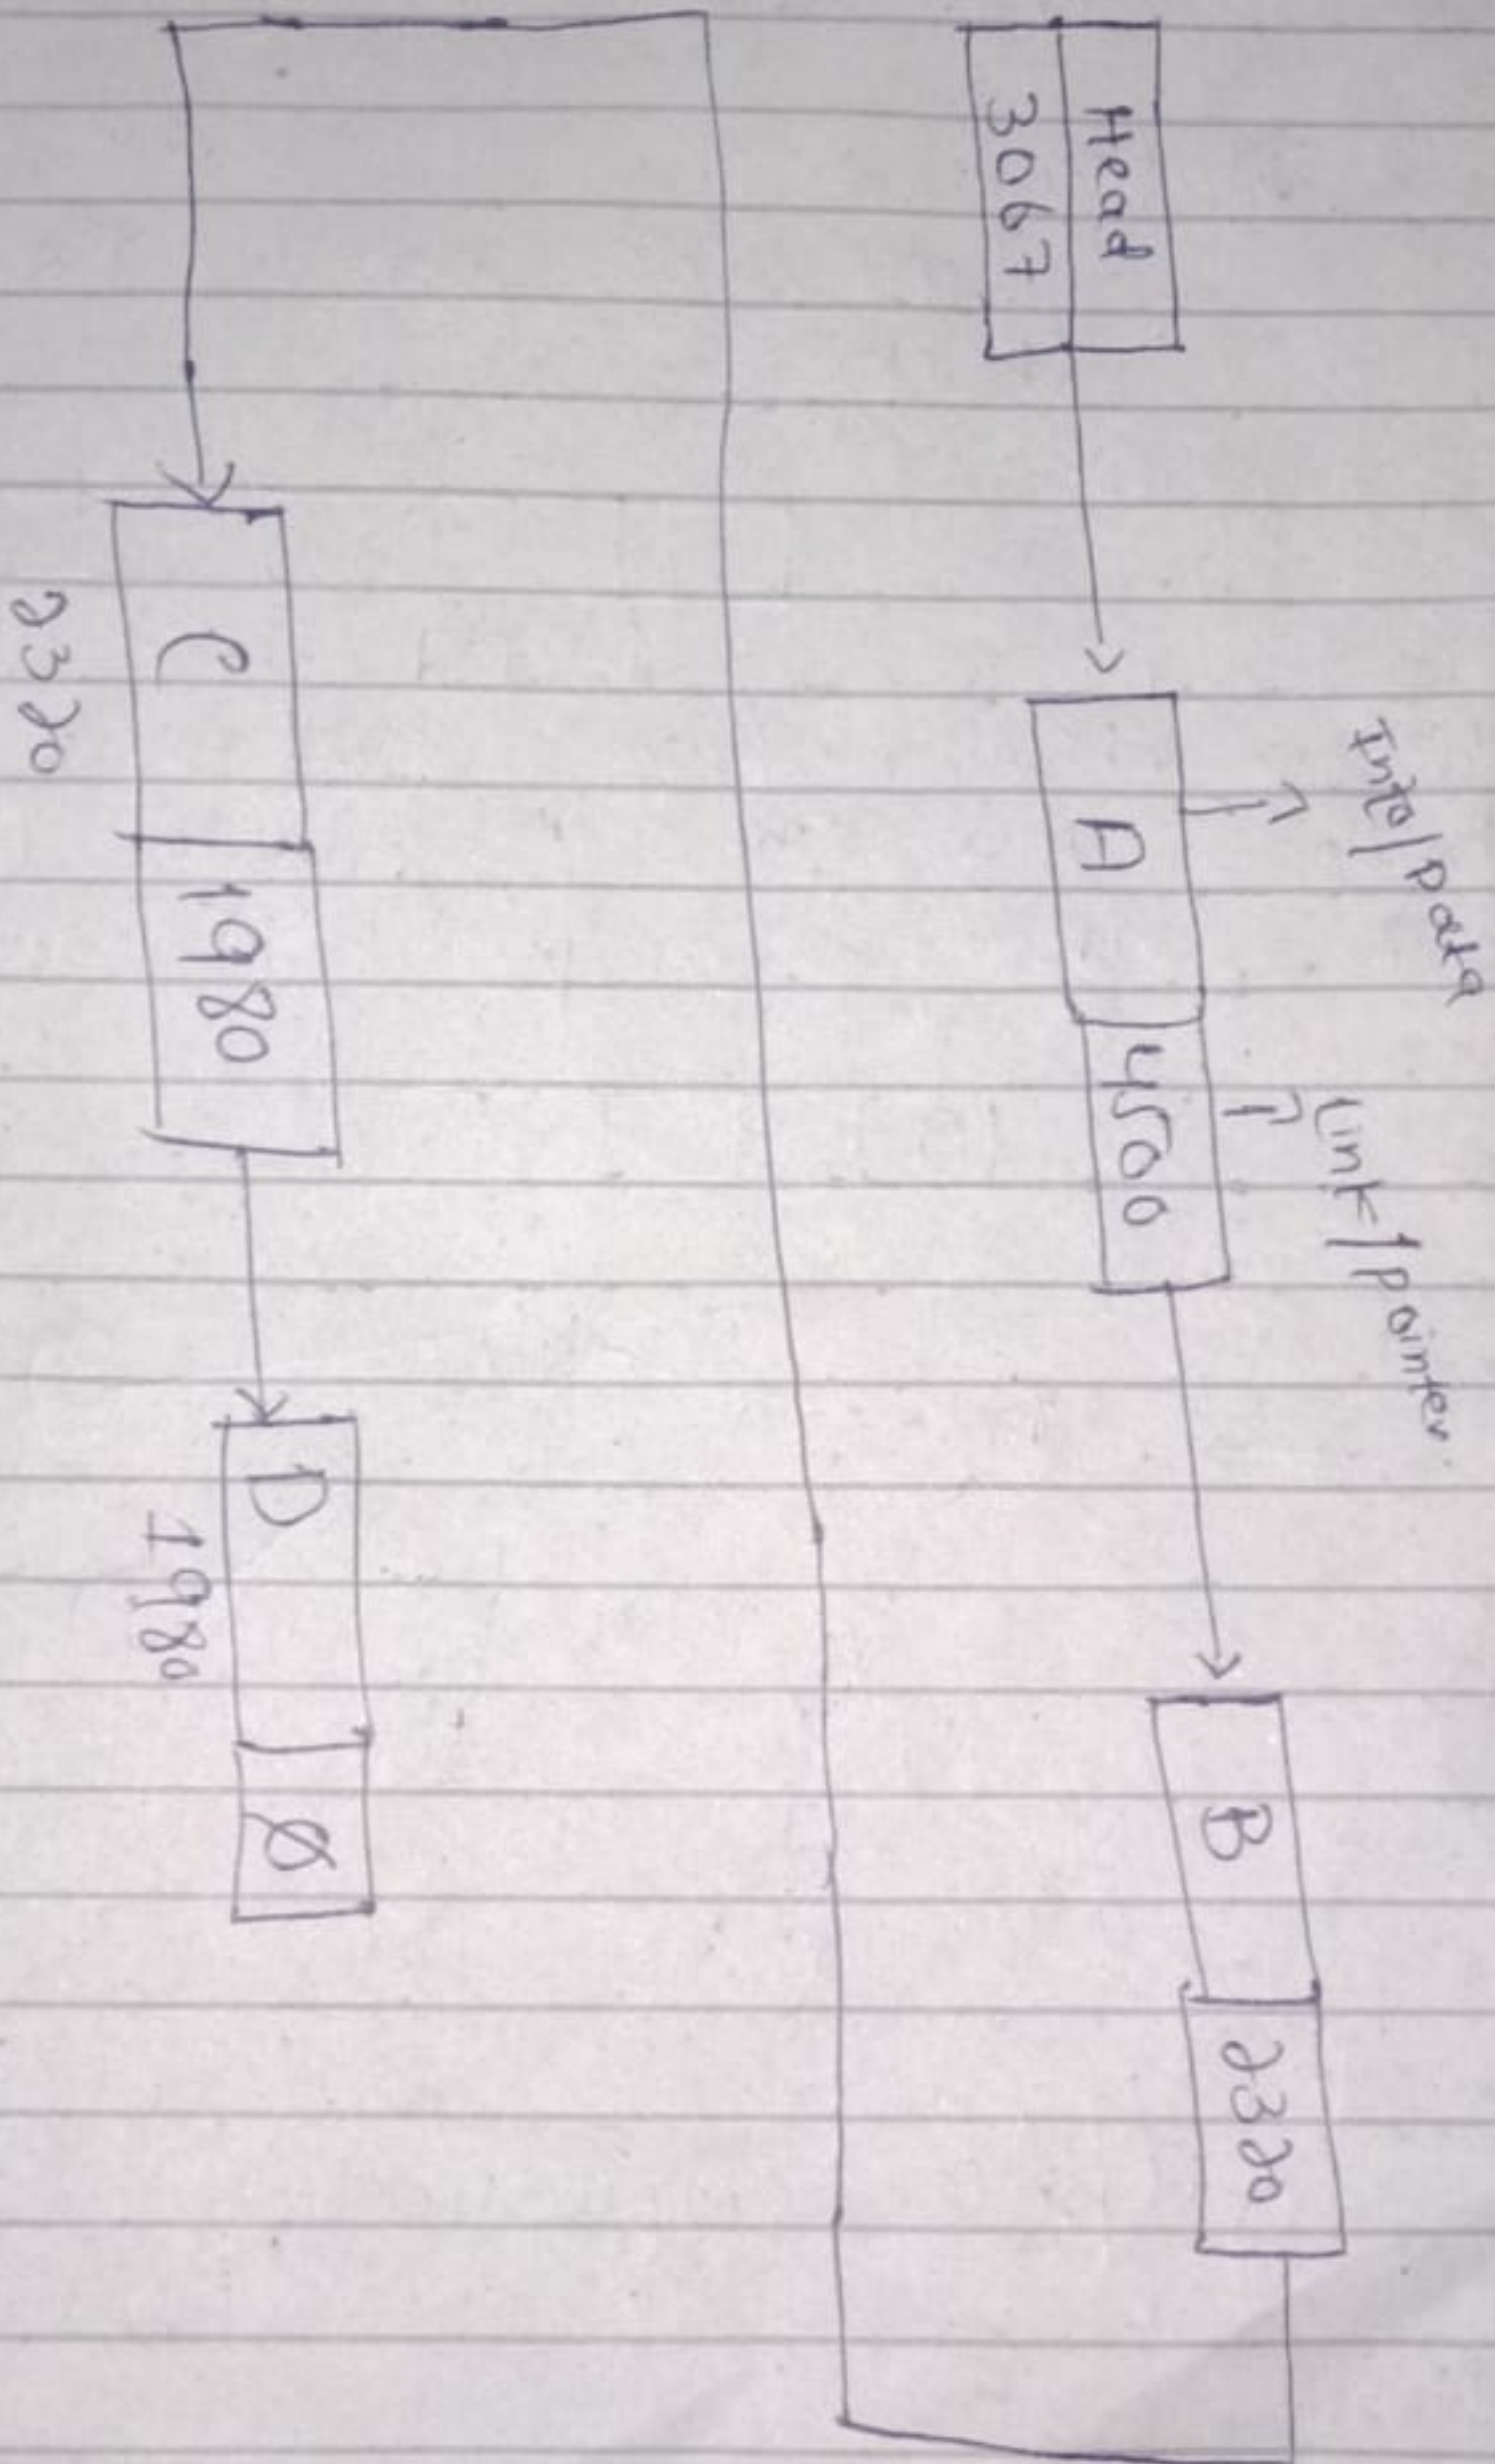 Info/Data
Link/pointer
Head
3067
A
4500
B
2320
C
1980
2320
D
Ø
1980